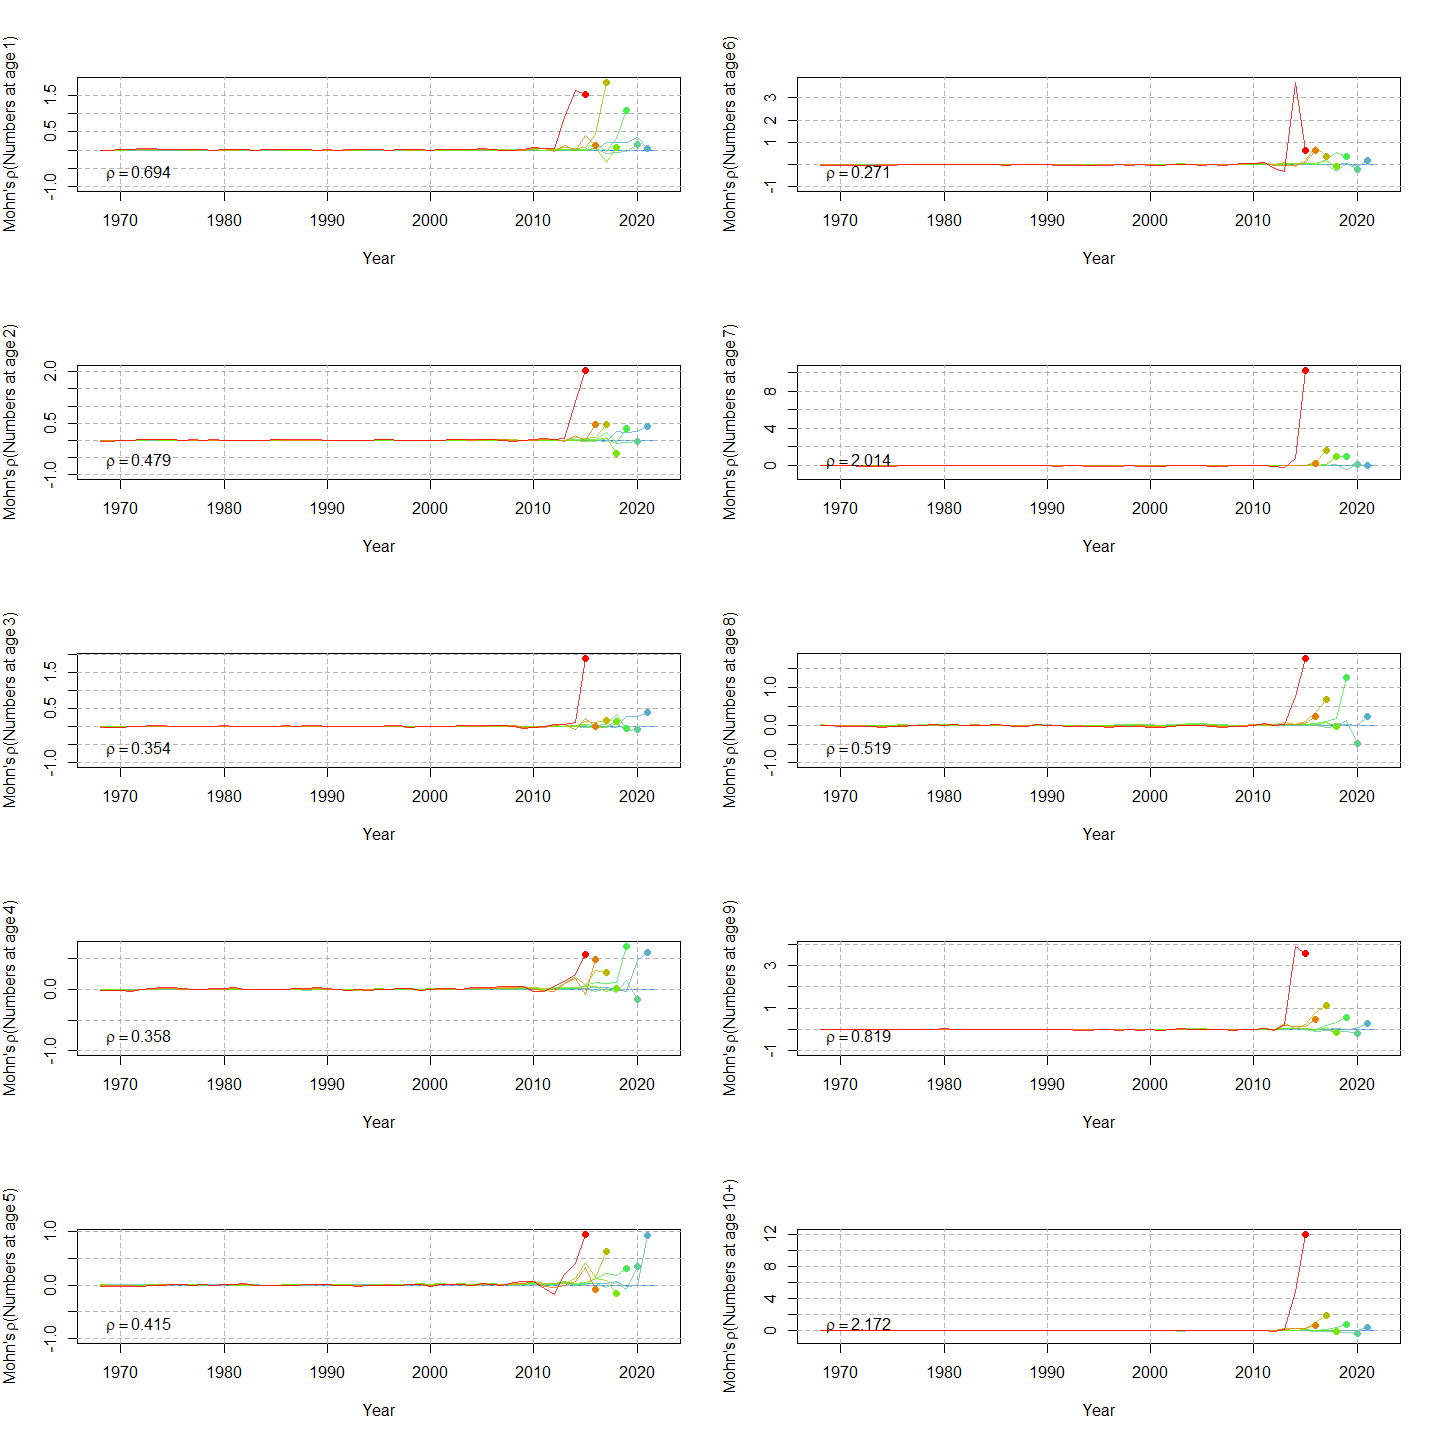 Mohn's ρ(Numbers at age 1)
1.5
0.5
-1.0
ρ = 0.694
1970 1980 1990 2000 2010 2020
Year
Mohn's ρ(Numbers at age 6)
3
2
1
-1
ρ = 0.271
1970 1980 1990 2000 2010 2020
Year
Mohn's ρ(Numbers at age 2)
2.0
0.5
-1.0
ρ = 0.479
1970 1980 1990 2000 2010 2020
Year
Mohn's ρ(Numbers at age 7)
8
4
0
ρ = 2.014
1970 1980 1990 2000 2010 2020
Year
Mohn's ρ(Numbers at age 3)
1.5
0.5
-1.0
ρ = 0.354
1970 1980 1990 2000 2010 2020
Year
Mohn's ρ(Numbers at age 8)
1.0
0.0
-1.0
ρ = 0.519
1970 1980 1990 2000 2010 2020
Year
Mohn's ρ(Numbers at age 4)
0.0
-1.0
ρ = 0.358
1970 1980 1990 2000 2010 2020
Year
Mohn's ρ(Numbers at age 9)
3
1
-1
ρ = 0.819
1970 1980 1990 2000 2010 2020
Year
Mohn's ρ(Numbers at age 5)
1.0
0.0
-1.0
ρ = 0.415
1970 1980 1990 2000 2010 2020
Year
Mohn's ρ(Numbers at age 10+)
12
8
4
0
ρ = 2.172
1970 1980 1990 2000 2010 2020
Year